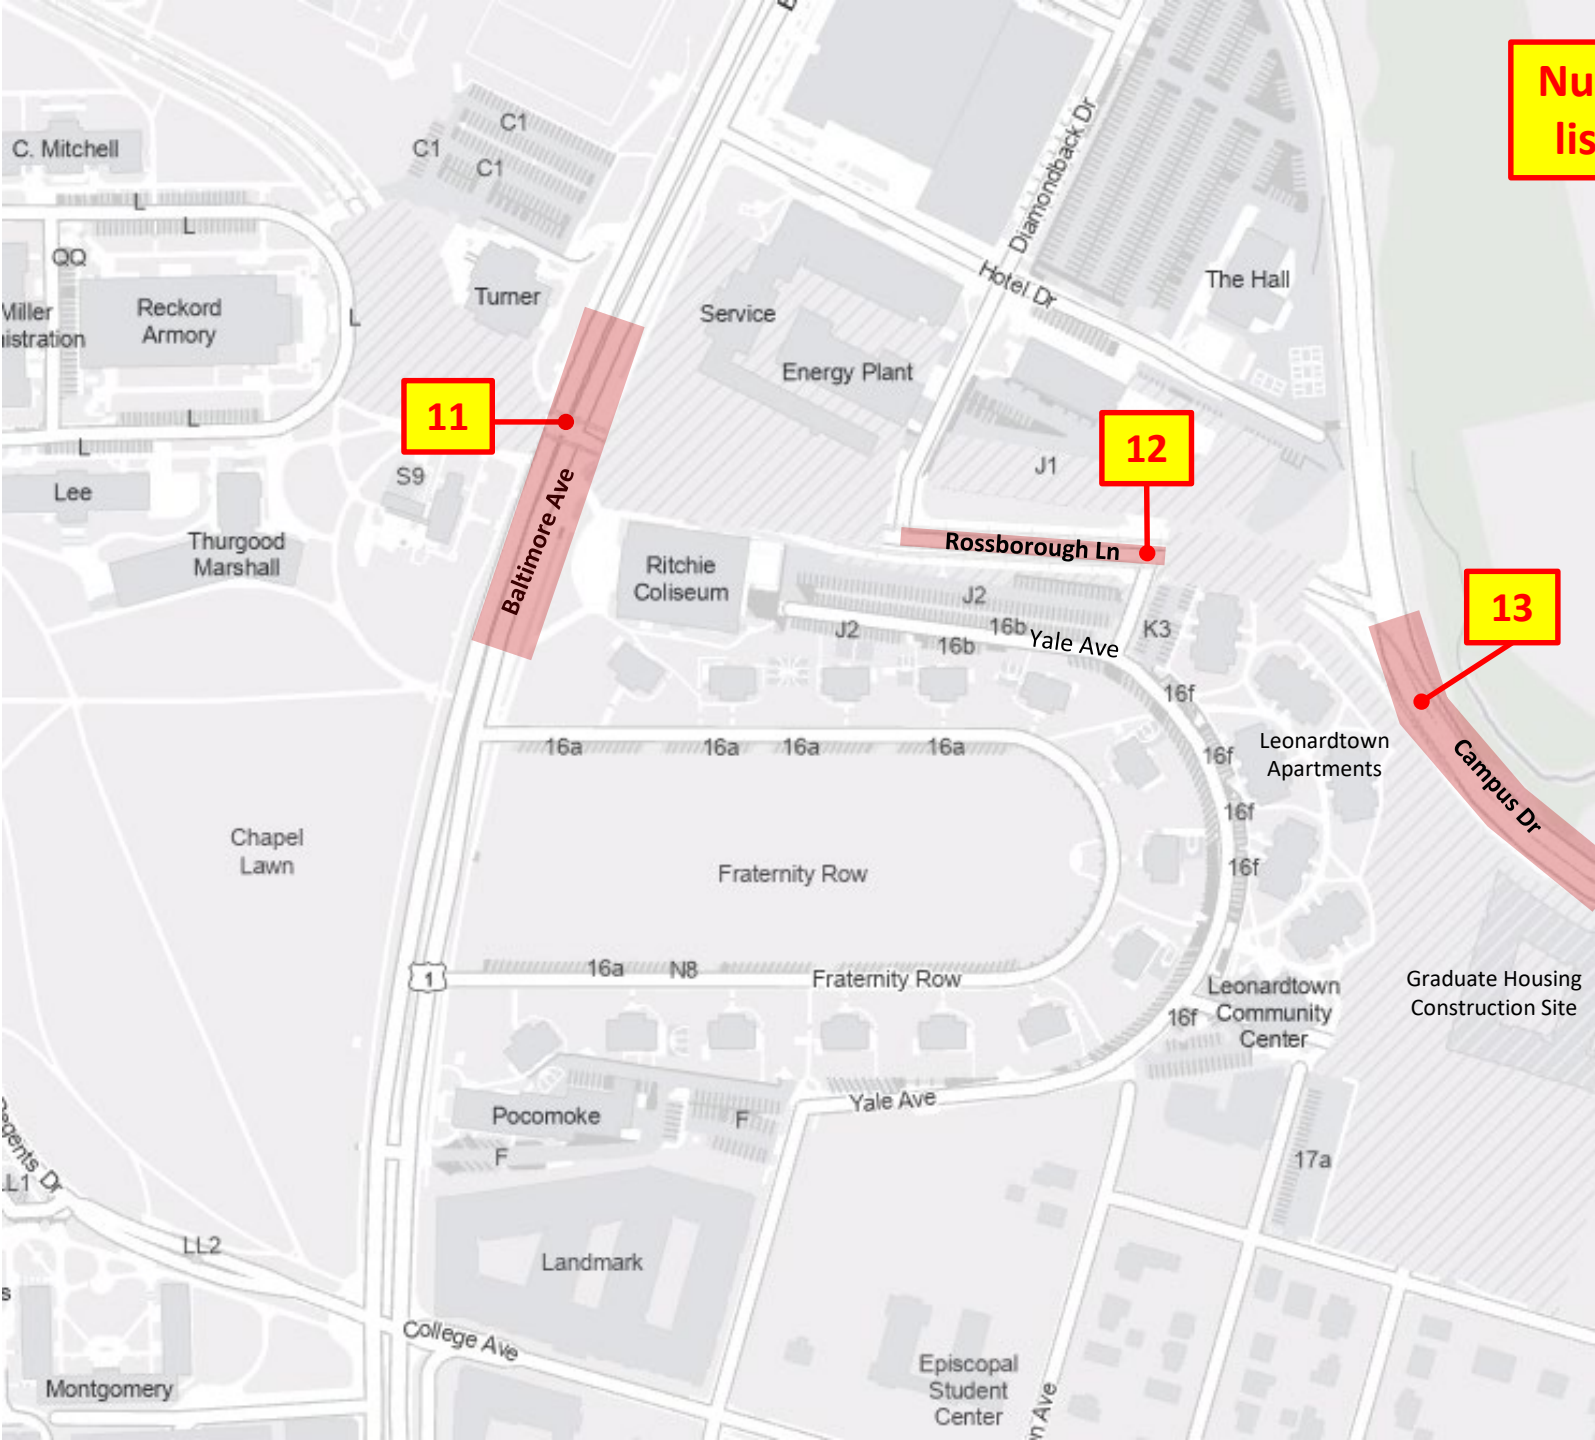 Nu
lis
C1
C1
C1
C. Mitchell
Diamondback Dr
L
L
QQ
Hotel Dr
The Hall
Turner
Miller
istration
Reckord
Armory
L
Service
Energy Plant
11
L
L
12
J1
S9
Lee
Baltimore Ave
Thurgood
Marshall
Rossborough Ln
Ritchie
Coliseum
J2
13
J2
16b
16b
Yale Ave
K3
16f
16a
16a
16a
16a
Leonardtown
Apartments
16f
Campus Dr
16f
Chapel
Lawn
Fraternity Row
16f
16a
N8
Fraternity Row
1
Leonardtown
Community
Center
Graduate Housing
Construction Site
16f
Yale Ave
Pocomoke
F
F
egents Dr
LL1
17a
LL2
Landmark
s
College Ave
Episcopal
Student
Center
Montgomery
n Ave